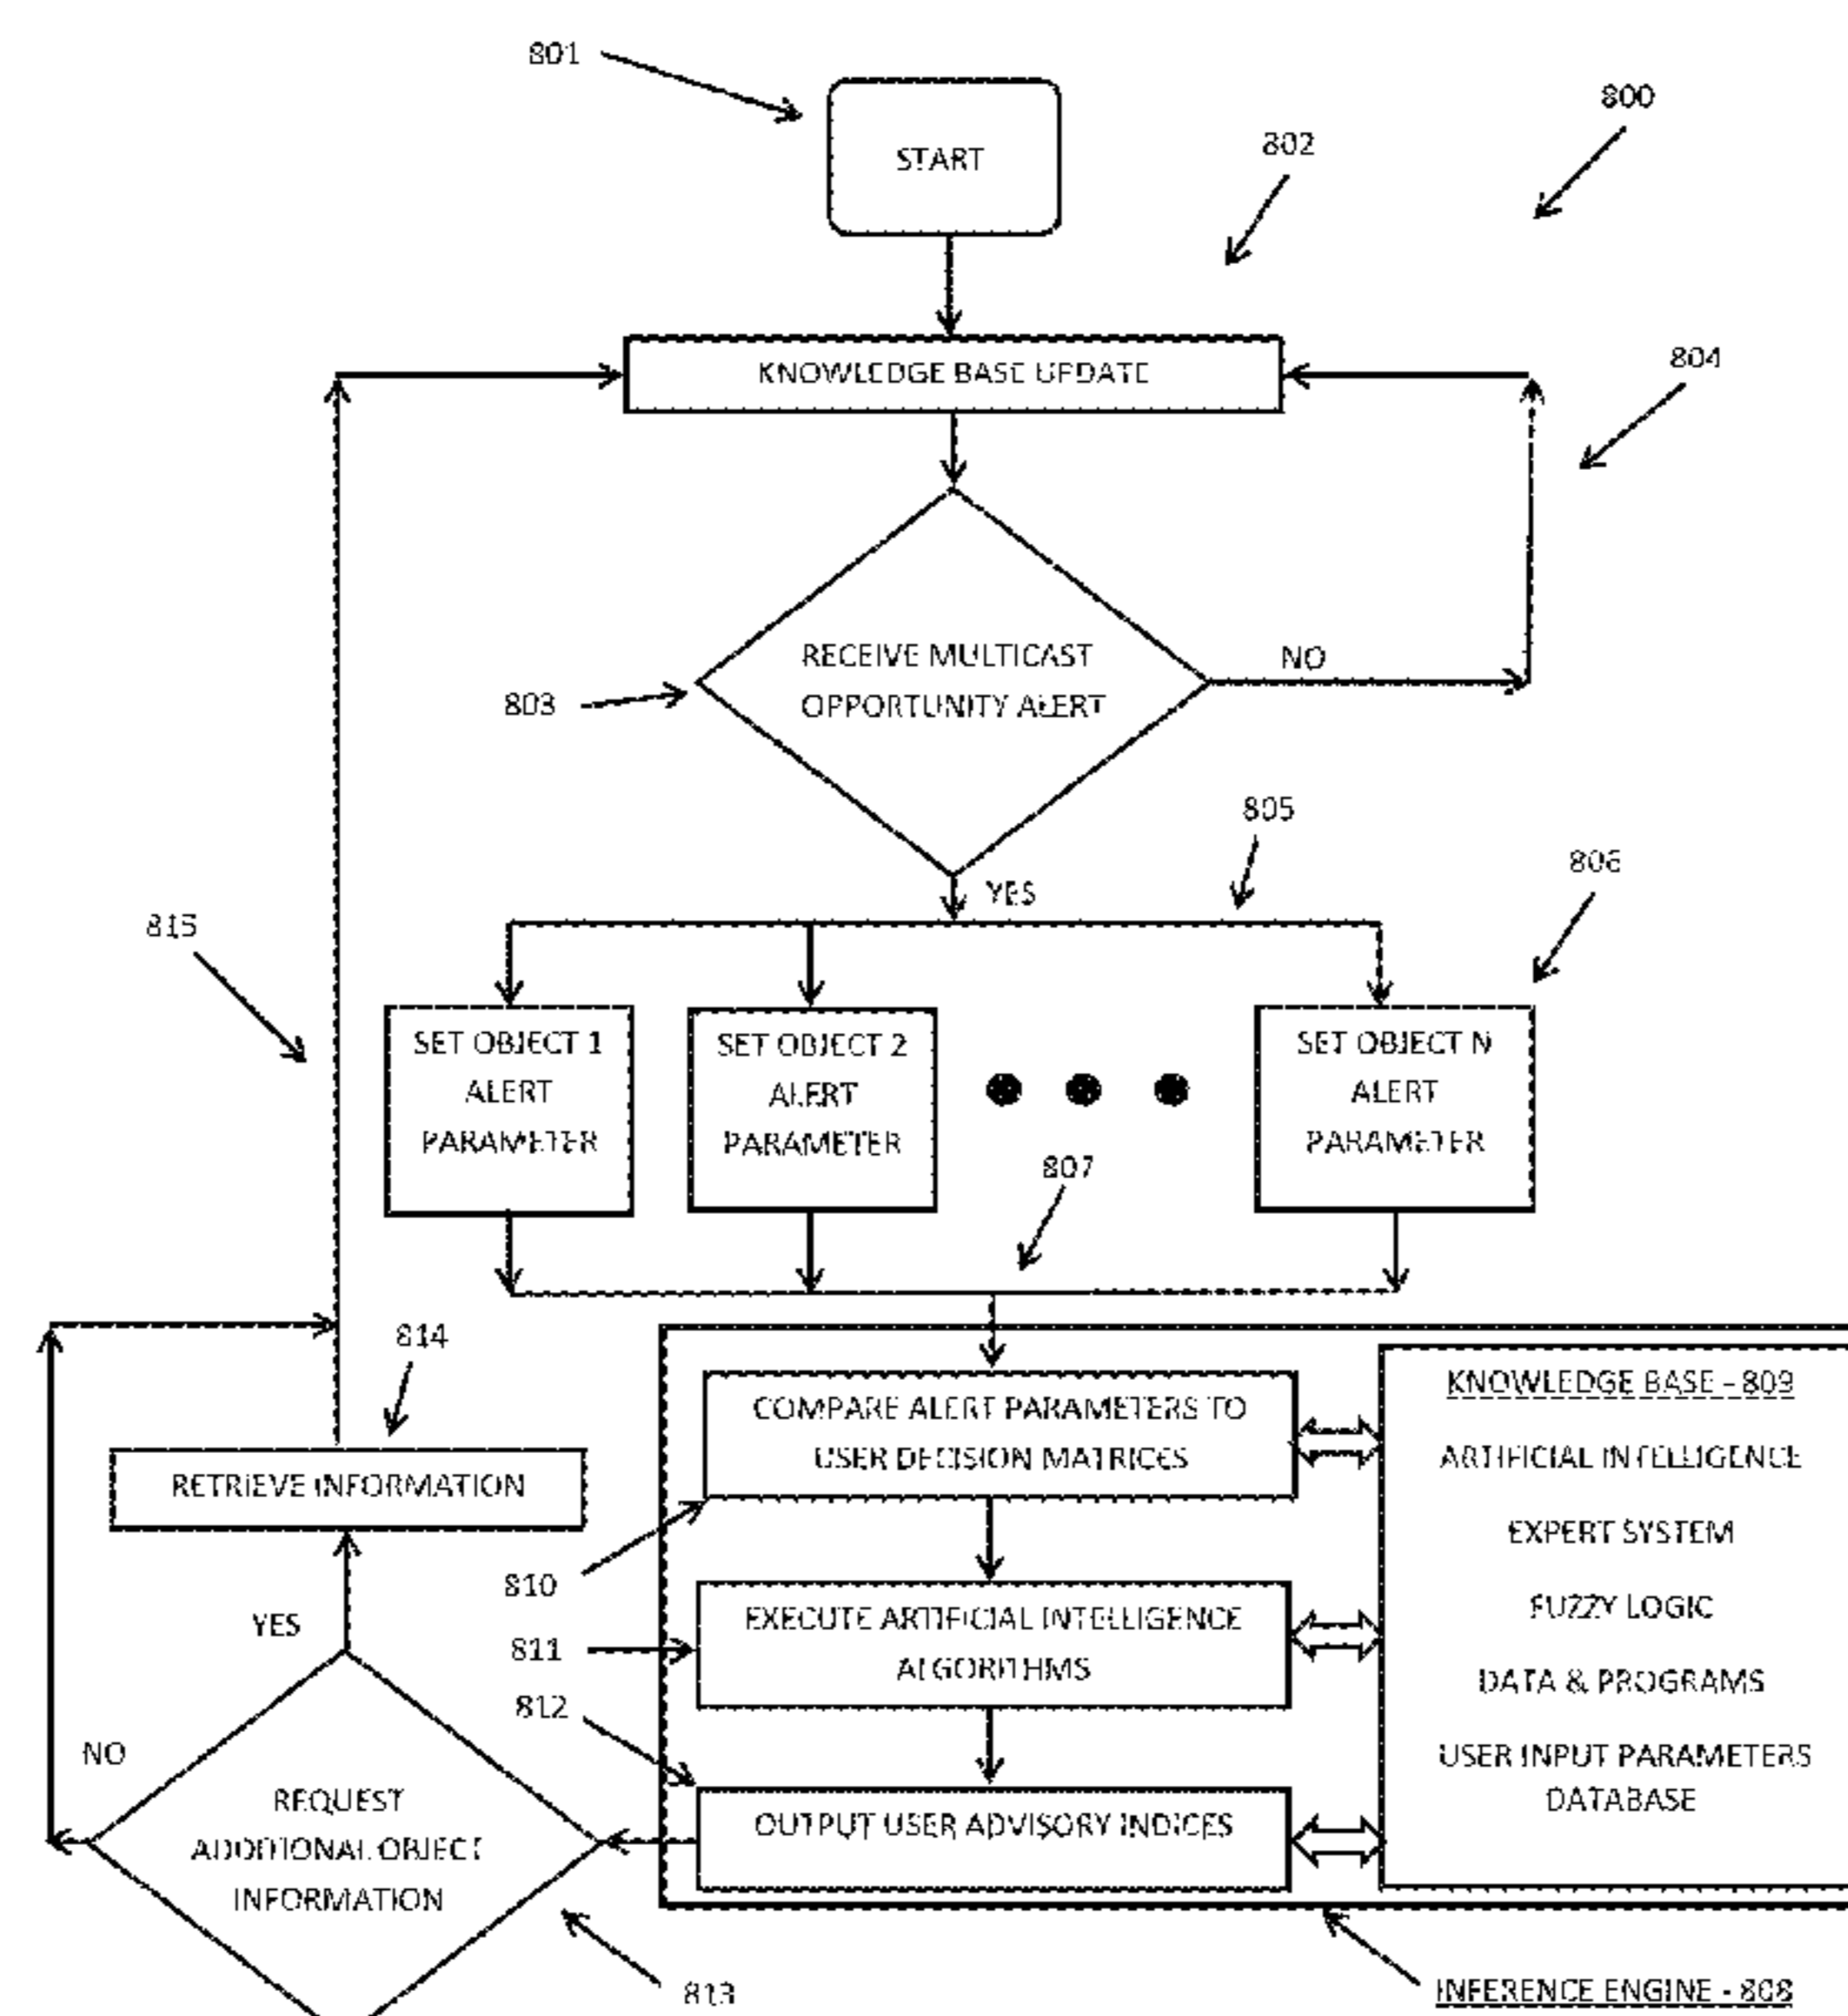 801
800
802
START
804
KNOWLEDGE BASE UPDATE
RECEIVE MULTICAST
OPPORTUNITY ALERT
NO
803
805
YES
806
815
SET OBJECT 1
ALERT
PARAMETER
SET OBJECT 2
ALERT
PARAMETER
SET OBJECT N
ALERT
PARAMETER
807
814
RETRIEVE INFORMATION
COMPARE ALERT PARAMETERS TO
USER DECISION MATRICES
810
EXECUTE ARTIFICIAL INTELLIGENCE
ALGORITHMS
811
812
OUTPUT USER ADVISORY INDICES
KNOWLEDGE BASE - 809
ARTIFICIAL INTELLIGENCE
EXPERT SYSTEM
FUZZY LOGIC
DATA & PROGRAMS
USER INPUT PARAMETERS
DATABASE
YES
NO
REQUEST
ADDITIONAL OBJECT
INFORMATION
813
INFERENCE ENGINE - 808